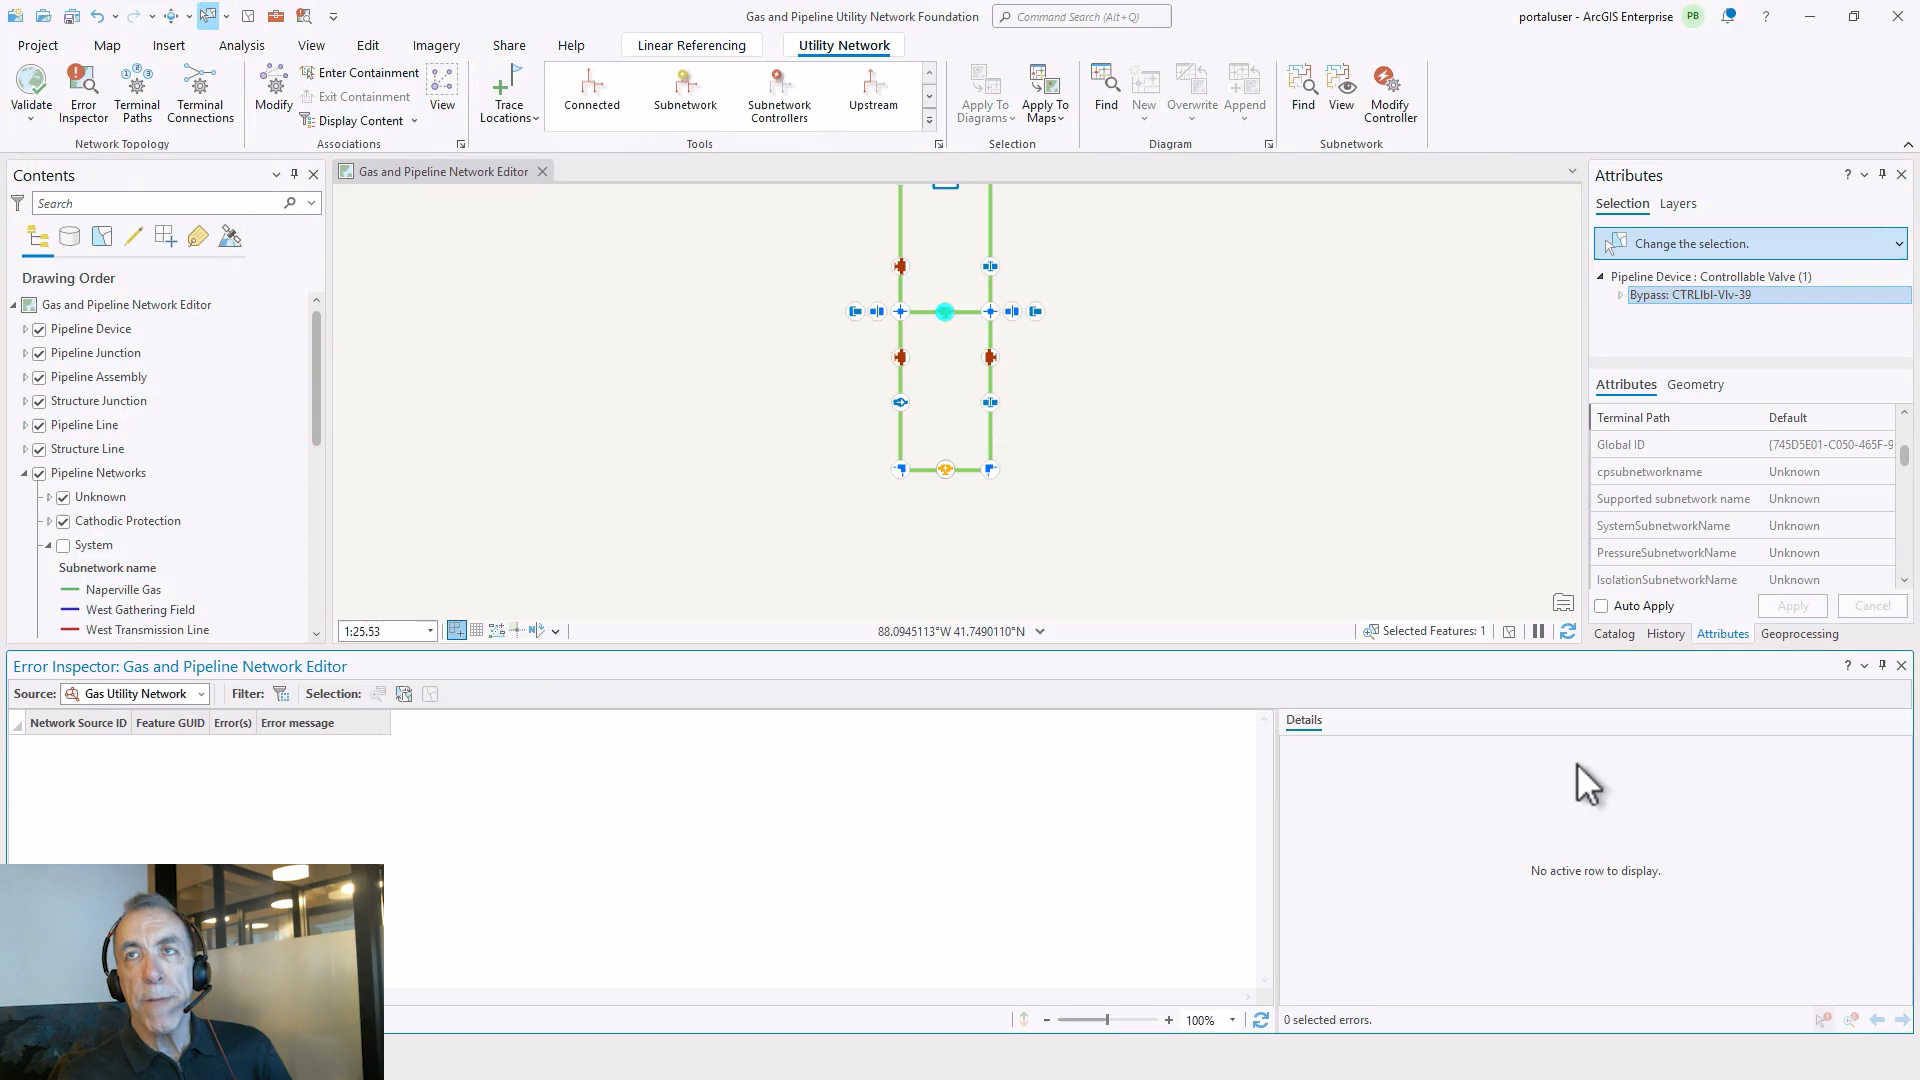 Gas and Pipeline Utility Network Foundation
Command Search (Alt+Q)
portaluser - ArcGIS Enterprise
PB
Project
Map
Insert
Analysis
View
Edit
Imagery
Share
Help
Linear Referencing
Utility Network
Validate
Error Inspector
Terminal Paths
Terminal Connections
Network Topology
Modify
Enter Containment
Exit Containment
Display Content
View
Associations
Trace Locations
Connected
Subnetwork
Subnetwork Controllers
Upstream
Tools
Apply To Diagrams
Apply To Maps
Selection
Find
New
Overwrite
Append
Diagram
Find
View
Modify Controller
Subnetwork
Contents
Search
Drawing Order
Gas and Pipeline Network Editor
Pipeline Device
Pipeline Junction
Pipeline Assembly
Structure Junction
Pipeline Line
Structure Line
Pipeline Networks
Unknown
Cathodic Protection
System
Subnetwork name
Naperville Gas
West Gathering Field
West Transmission Line
Gas and Pipeline Network Editor
1:25.53
88.0945113°W 41.7490110°N
Selected Features: 1
Attributes
Selection
Layers
Change the selection.
Pipeline Device : Controllable Valve (1)
Bypass: CTRLlbl-Vlv-39
Attributes
Geometry
Terminal Path Default
Global ID {745D5E01-C050-465F-9
cpsubnetworkname Unknown
Supported subnetwork name Unknown
SystemSubnetworkName Unknown
PressureSubnetworkName Unknown
IsolationSubnetworkName Unknown
Auto Apply
Apply
Cancel
Catalog
History
Attributes
Geoprocessing
Error Inspector: Gas and Pipeline Network Editor
Source:
Gas Utility Network
Filter:
Selection:
Network Source ID
Feature GUID
Error(s)
Error message
Details
No active row to display.
100%
0 selected errors.